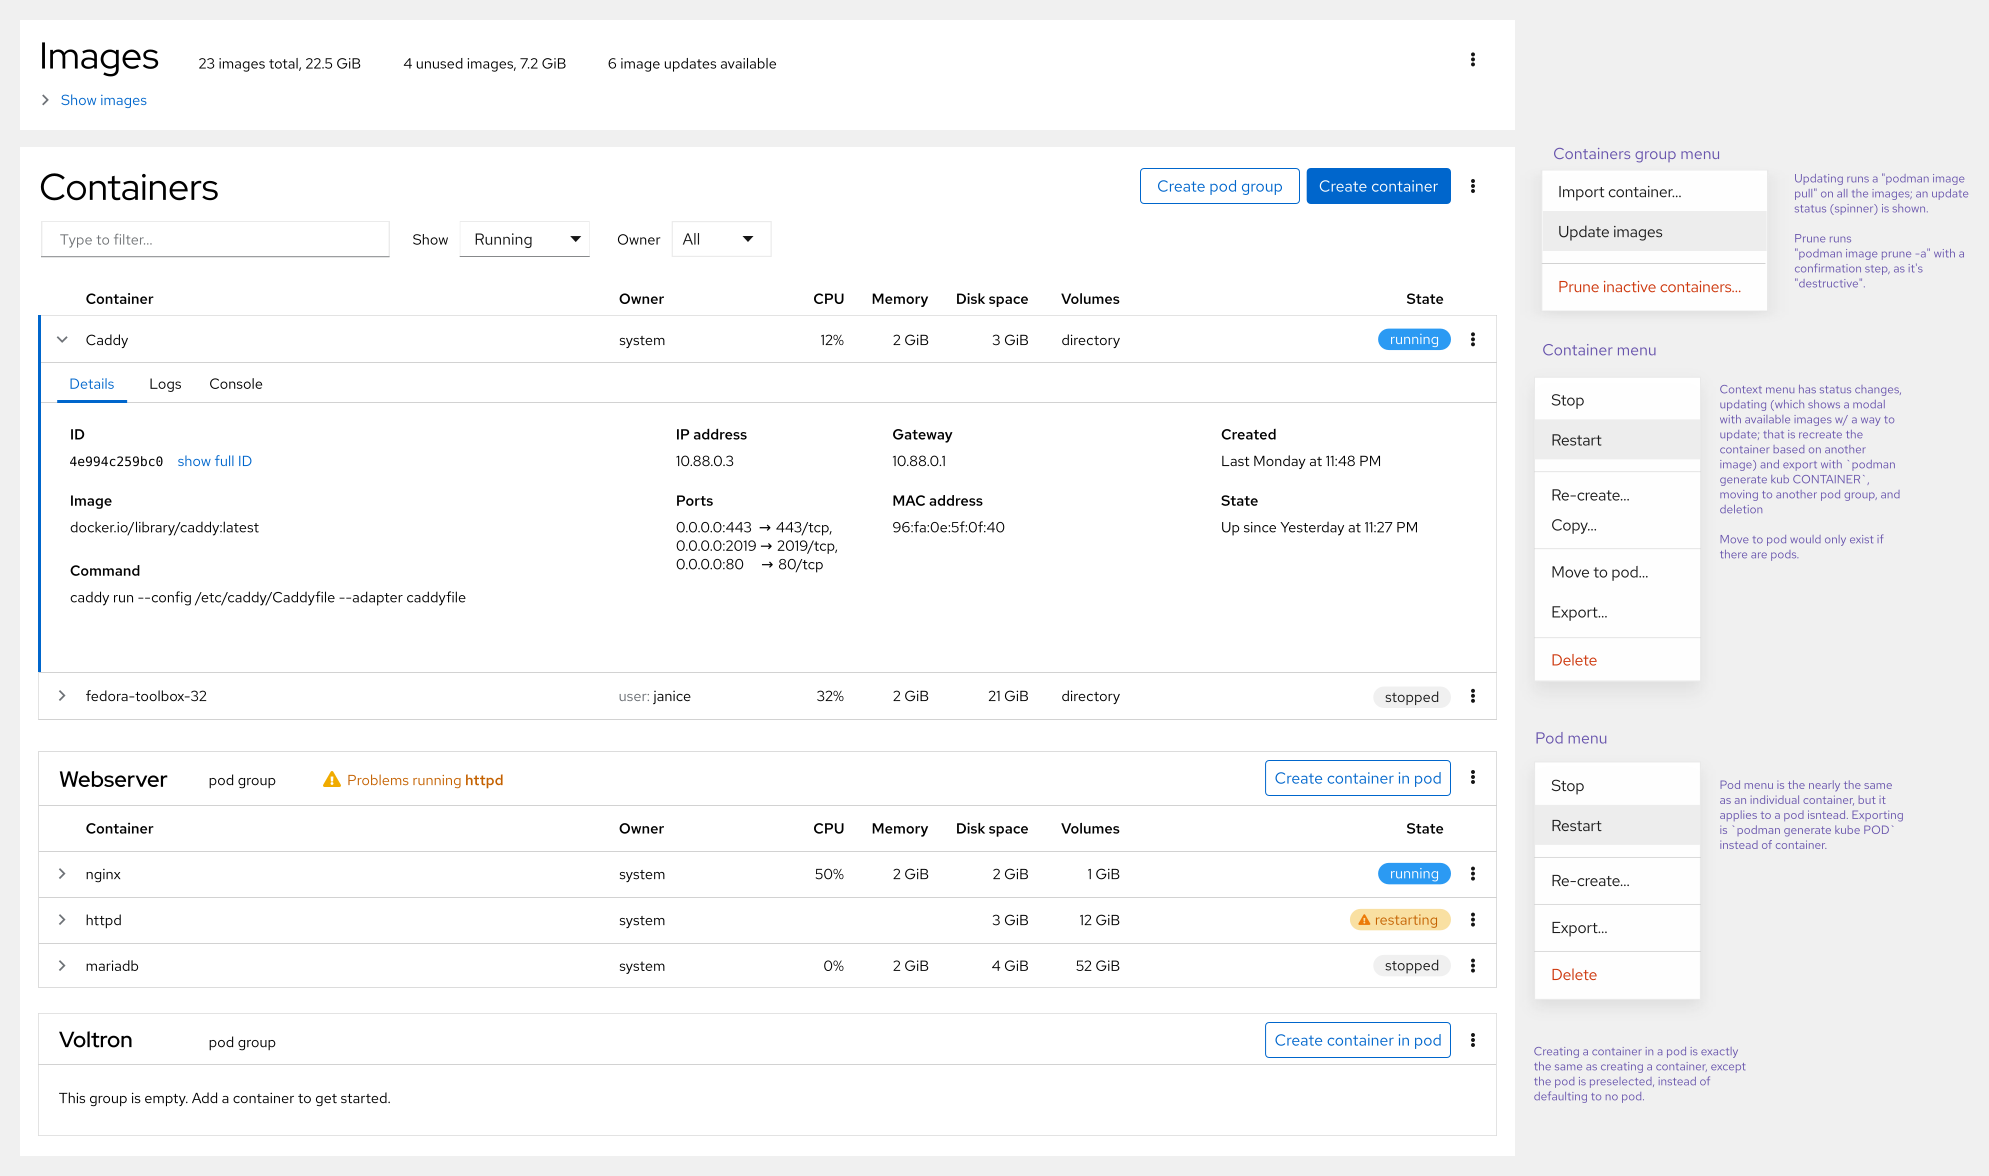 Images
23 images total, 22.5 GiB
4 unused images, 7.2 GiB
6 image updates available
Show images
Containers
Create pod group
Create container
Type to filter...
Show
Running
Owner
All
Container Owner CPU Memory Disk space Volumes State
Caddy system 12% 2 GiB 3 GiB directory running
Details Logs Console
ID
4e994c259bc0 show full ID
Image
docker.io/library/caddy:latest
Command
caddy run --config /etc/caddy/Caddyfile --adapter caddyfile
IP address
10.88.0.3
Ports
0.0.0.0:443 → 443/tcp,
0.0.0.0:2019 → 2019/tcp,
0.0.0.0:80 → 80/tcp
Gateway
10.88.0.1
MAC address
96:fa:0e:5f:0f:40
Created
Last Monday at 11:48 PM
State
Up since Yesterday at 11:27 PM
fedora-toolbox-32 user: janice 32% 2 GiB 21 GiB directory stopped
Webserver pod group Problems running httpd Create container in pod
Container Owner CPU Memory Disk space Volumes State
nginx system 50% 2 GiB 2 GiB 1 GiB running
httpd system 3 GiB 12 GiB restarting
mariadb system 0% 2 GiB 4 GiB 52 GiB stopped
Voltron pod group Create container in pod
This group is empty. Add a container to get started.
Containers group menu
Import container...
Update images
Prune inactive containers...
Updating runs a "podman image
pull" on all the images; an update
status (spinner) is shown.
Prune runs
"podman image prune -a" with a
confirmation step, as it's
"destructive".
Container menu
Stop
Restart
Re-create...
Copy...
Move to pod...
Export...
Delete
Context menu has status changes,
updating (which shows a modal
with available images w/ a way to
update; that is recreate the
container based on another
image) and export with `podman
generate kub CONTAINER`,
moving to another pod group, and
deletion
Move to pod would only exist if
there are pods.
Pod menu
Stop
Restart
Re-create...
Export...
Delete
Pod menu is the nearly the same
as an individual container, but it
applies to a pod isntead. Exporting
is `podman generate kube POD`
instead of container.
Creating a container in a pod is exactly
the same as creating a container, except
the pod is preselected, instead of
defaulting to no pod.